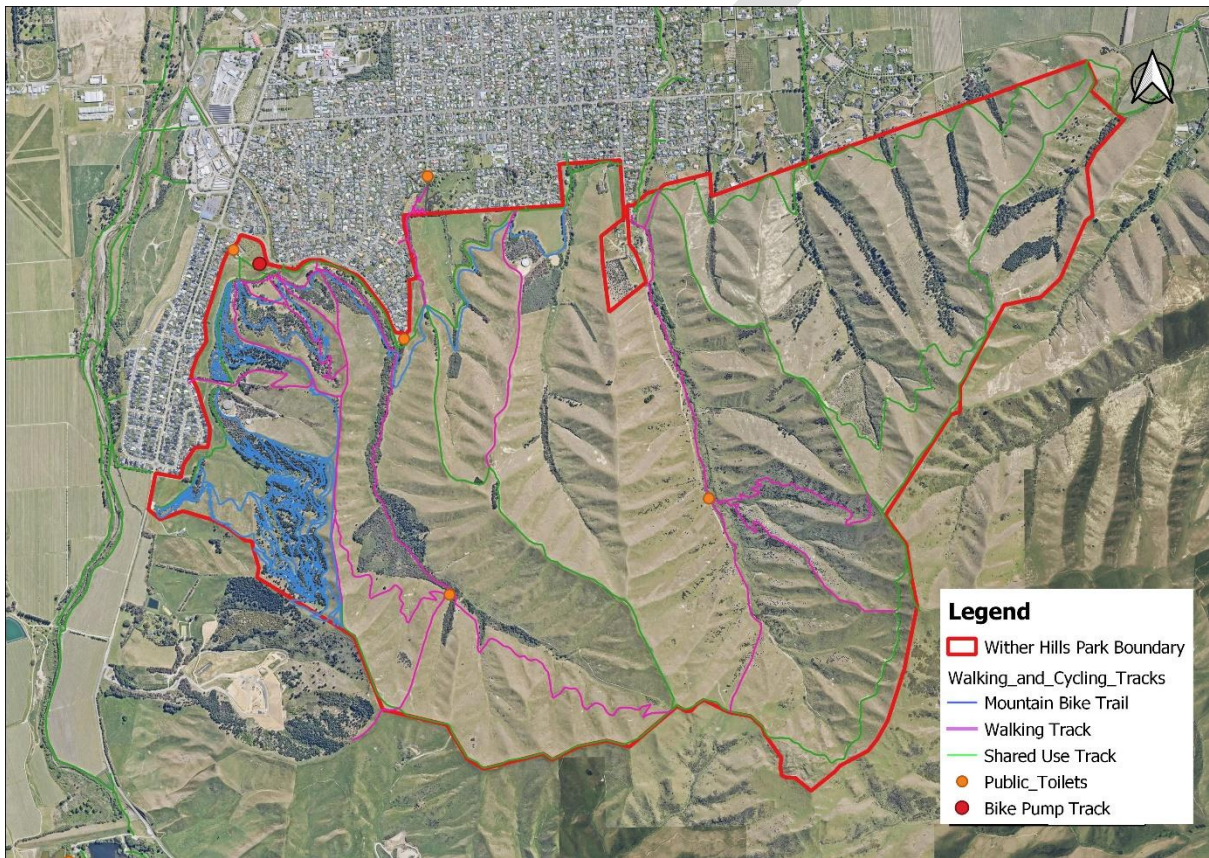 Legend
Wither Hills Park Boundary
Walking_and_Cycling_Tracks
Mountain Bike Trail
Walking Track
Shared Use Track
Public_Toilets
Bike Pump Track